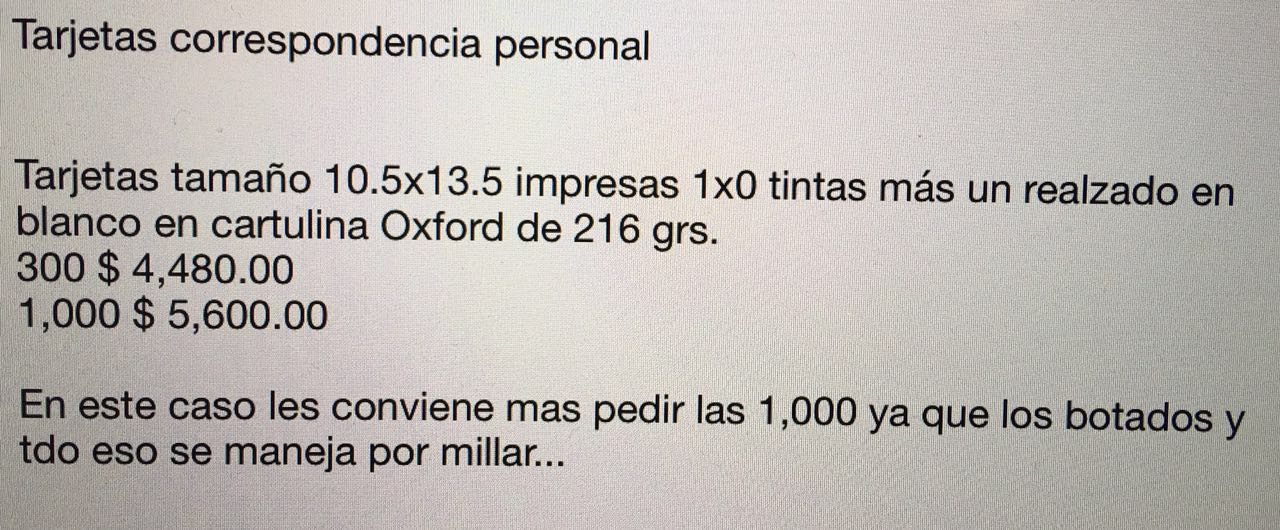 Tarjetas correspondencia personal
Tarjetas tamaño 10.5x13.5 impresas 1x0 tintas más un realzado en
blanco en cartulina Oxford de 216 grs.
300 $ 4,480.00
1,000 $ 5,600.00
En este caso les conviene mas pedir las 1,000 ya que los botados y
tdo eso se maneja por millar...